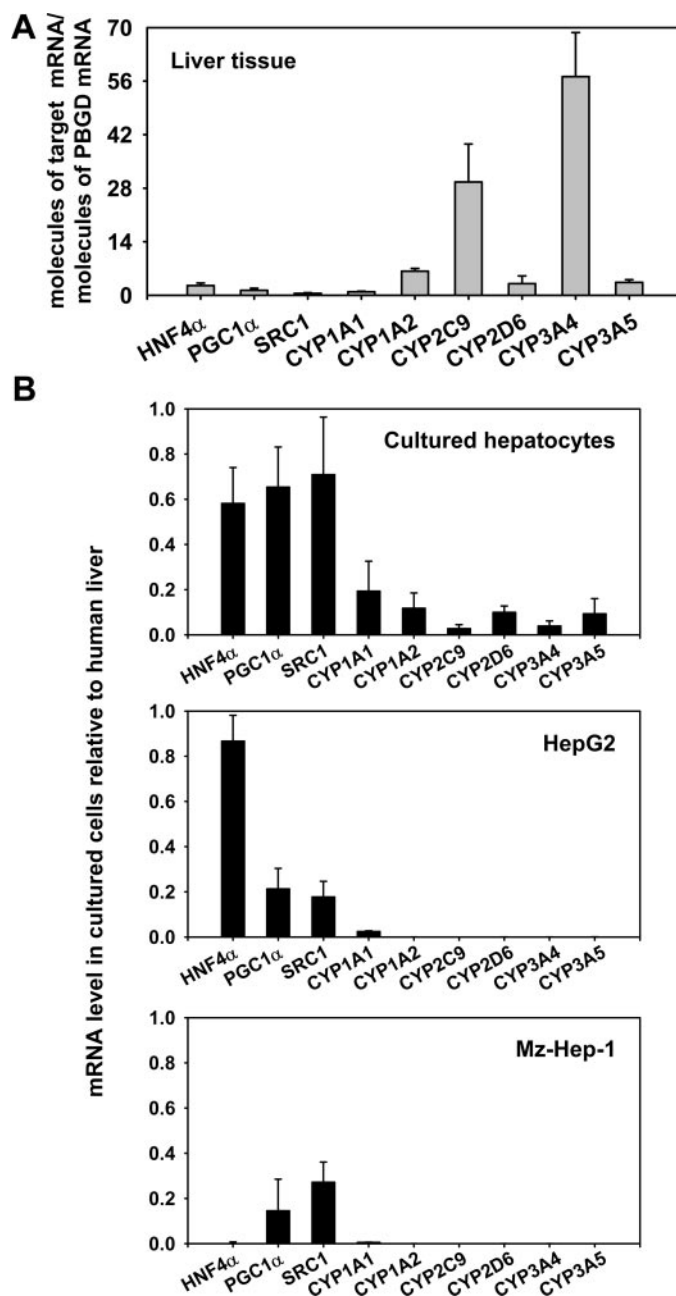 A
molecules of target mRNA/
molecules of PBGD mRNA
70
56
42
28
14
0
Liver tissue
HNF4α
PGC1α
SRC1
CYP1A1
CYP1A2
CYP2C9
CYP2D6
CYP3A4
CYP3A5
B
mRNA level in cultured cells relative to human liver
1.0
0.8
0.6
0.4
0.2
0.0
Cultured hepatocytes
HNF4α
PGC1α
SRC1
CYP1A1
CYP1A2
CYP2C9
CYP2D6
CYP3A4
CYP3A5
1.0
0.8
0.6
0.4
0.2
0.0
HepG2
HNF4α
PGC1α
SRC1
CYP1A1
CYP1A2
CYP2C9
CYP2D6
CYP3A4
CYP3A5
1.0
0.8
0.6
0.4
0.2
0.0
Mz-Hep-1
HNF4α
PGC1α
SRC1
CYP1A1
CYP1A2
CYP2C9
CYP2D6
CYP3A4
CYP3A5